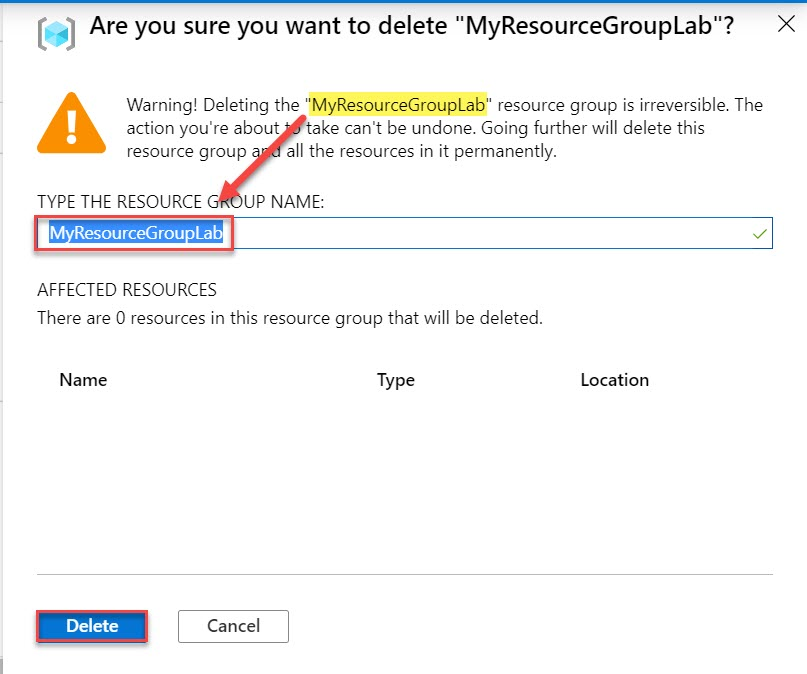 Are you sure you want to delete "MyResourceGroupLab"?
Warning! Deleting the "MyResourceGroupLab" resource group is irreversible. The
action you're about to take can't be undone. Going further will delete this
resource group and all the resources in it permanently.
TYPE THE RESOURCE GROUP NAME:
MyResourceGroupLab
AFFECTED RESOURCES
There are 0 resources in this resource group that will be deleted.
Name Type Location
Delete Cancel